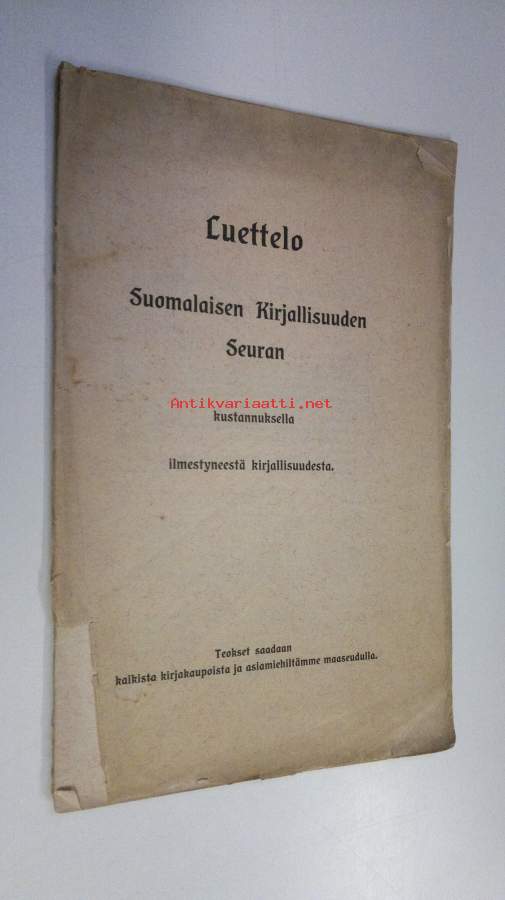 Luettelo
Suomalaisen Kirjallisuuden
Seuran
Antikvariaatti.net
kustannuksella
ilmestyneestä kirjallisuudesta.
Teokset saadaan
kaikista kirjakaupoista ja asiamiehiltämme maaseudulla.